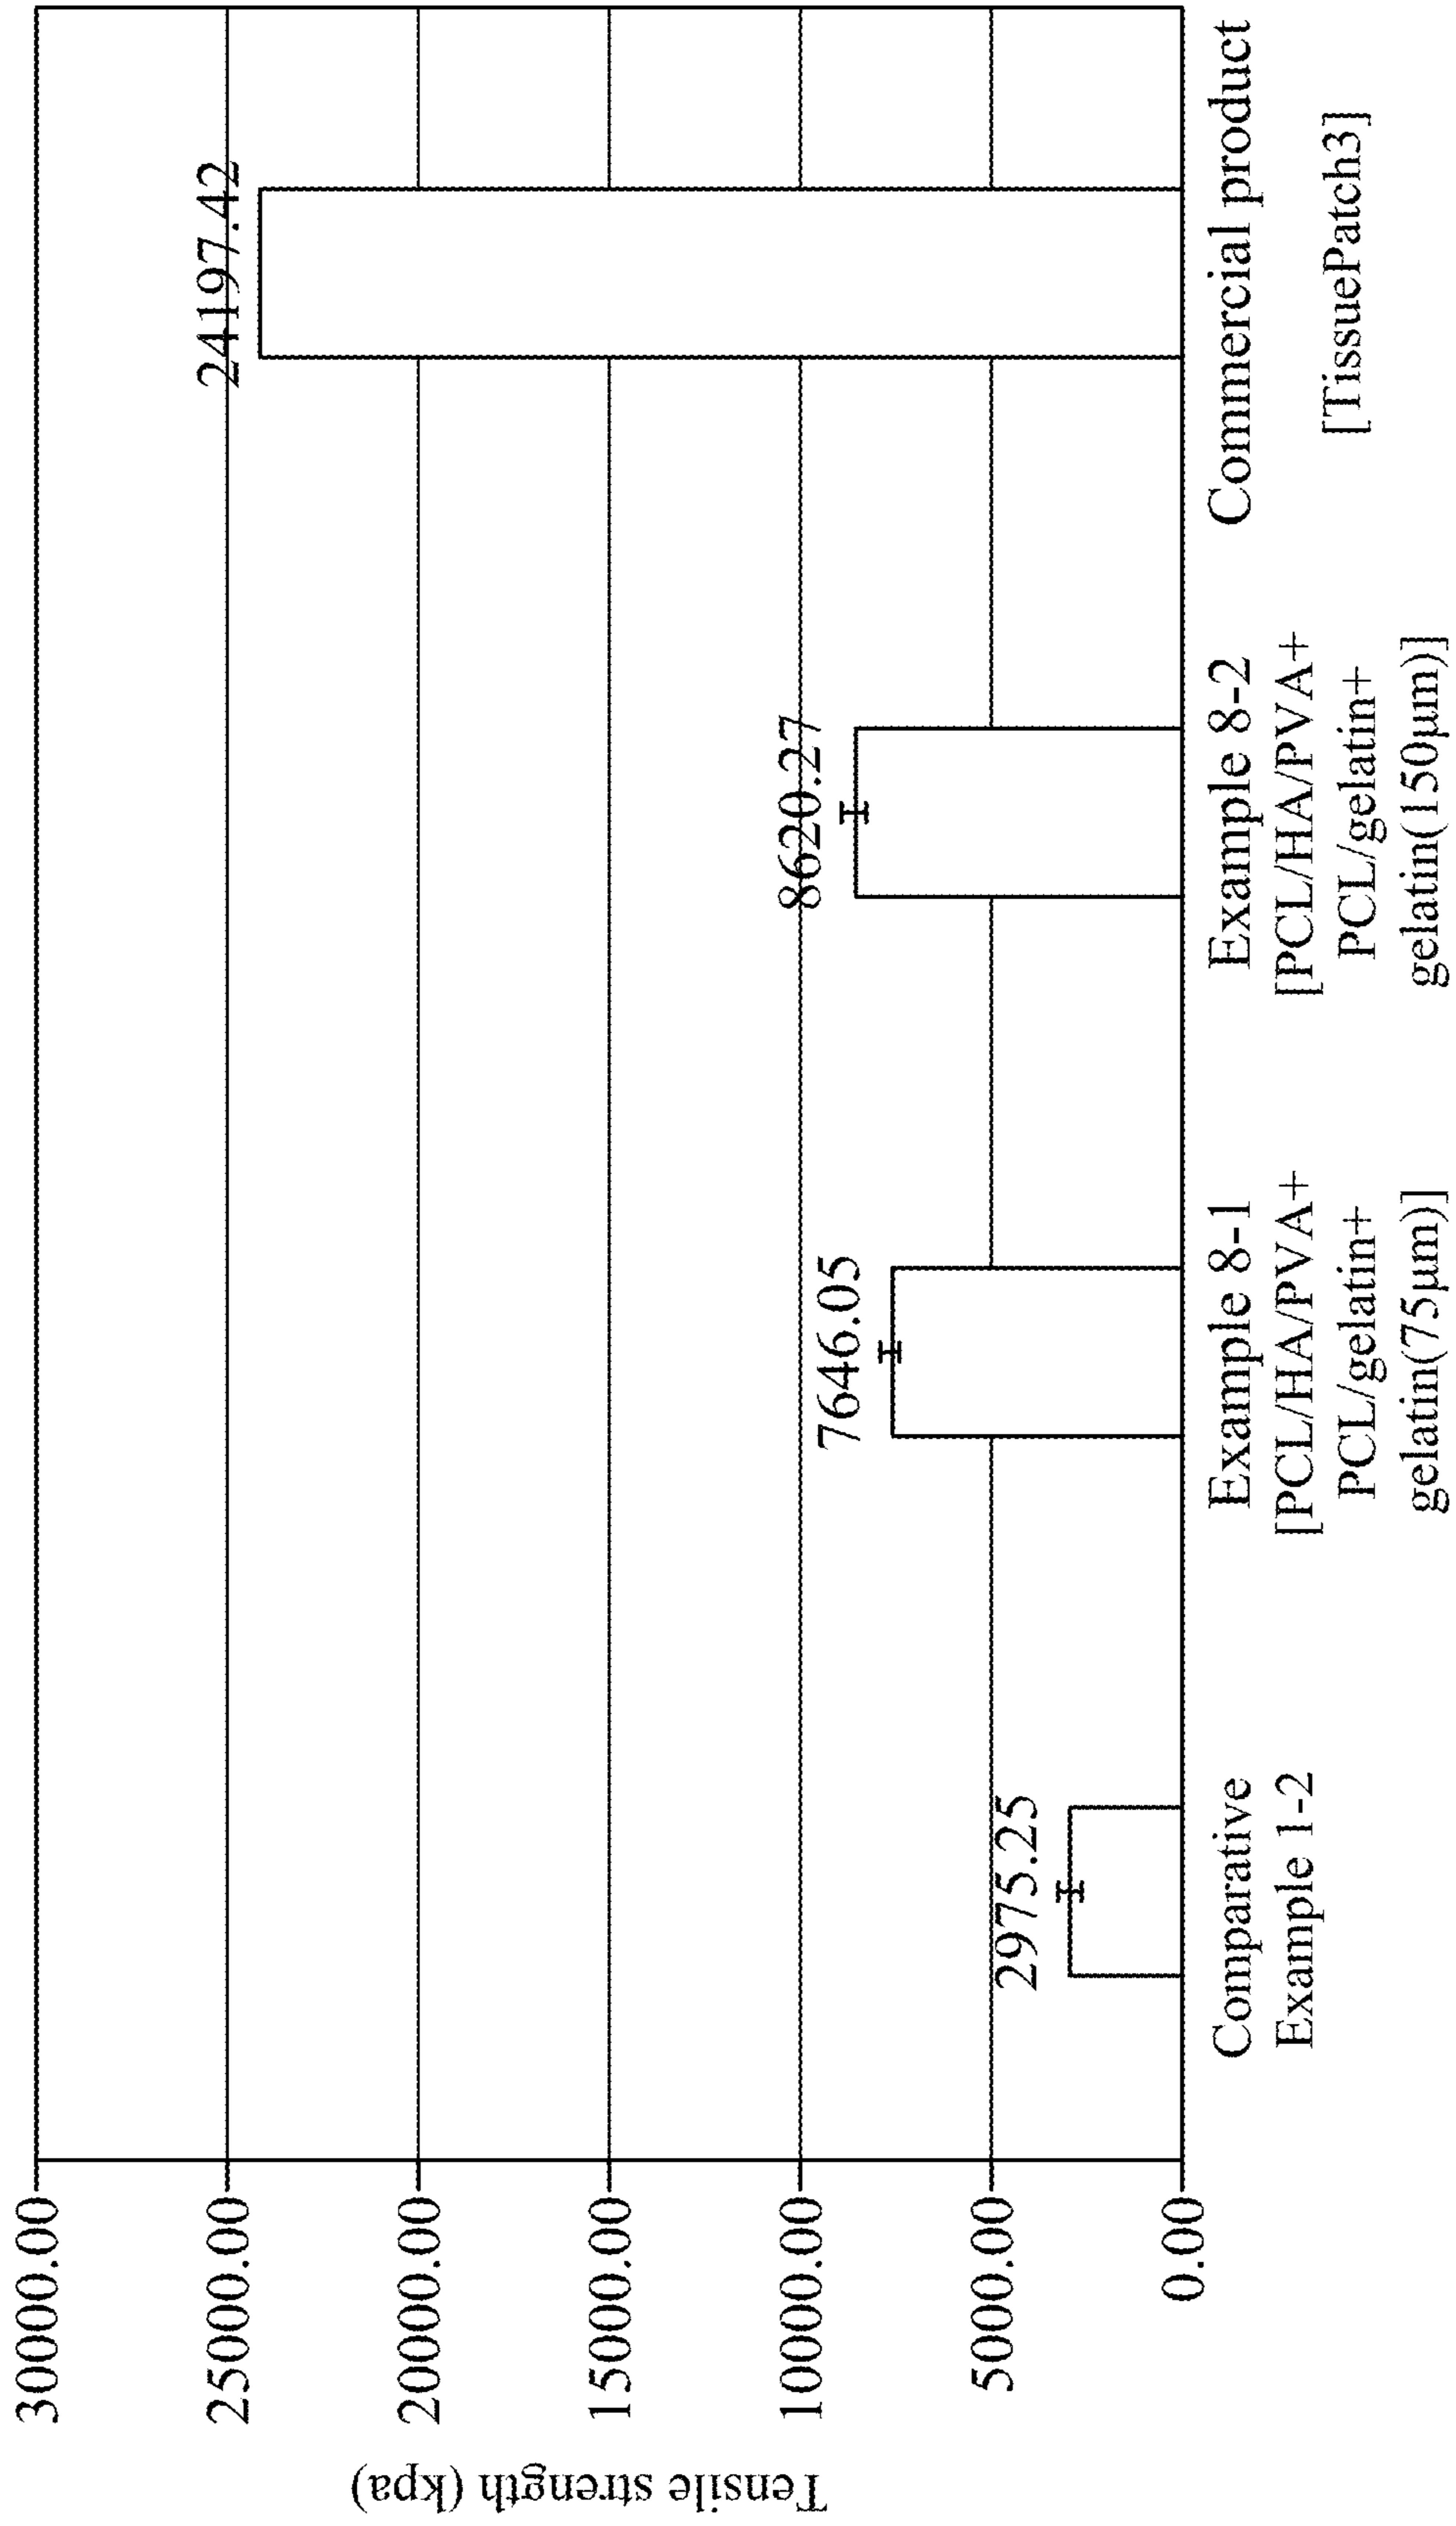 Tensile strength (kpa)
30000.00
25000.00
20000.00
15000.00
10000.00
5000.00
0.00
2975.25
7646.05
8620.27
24197.42
Comparative
Example 1-2
Example 8-1
[PCL/HA/PVA+
PCL/gelatin+
gelatin(75μm)]
Example 8-2
[PCL/HA/PVA+
PCL/gelatin+
gelatin(150μm)]
Commercial product
[TissuePatch3]